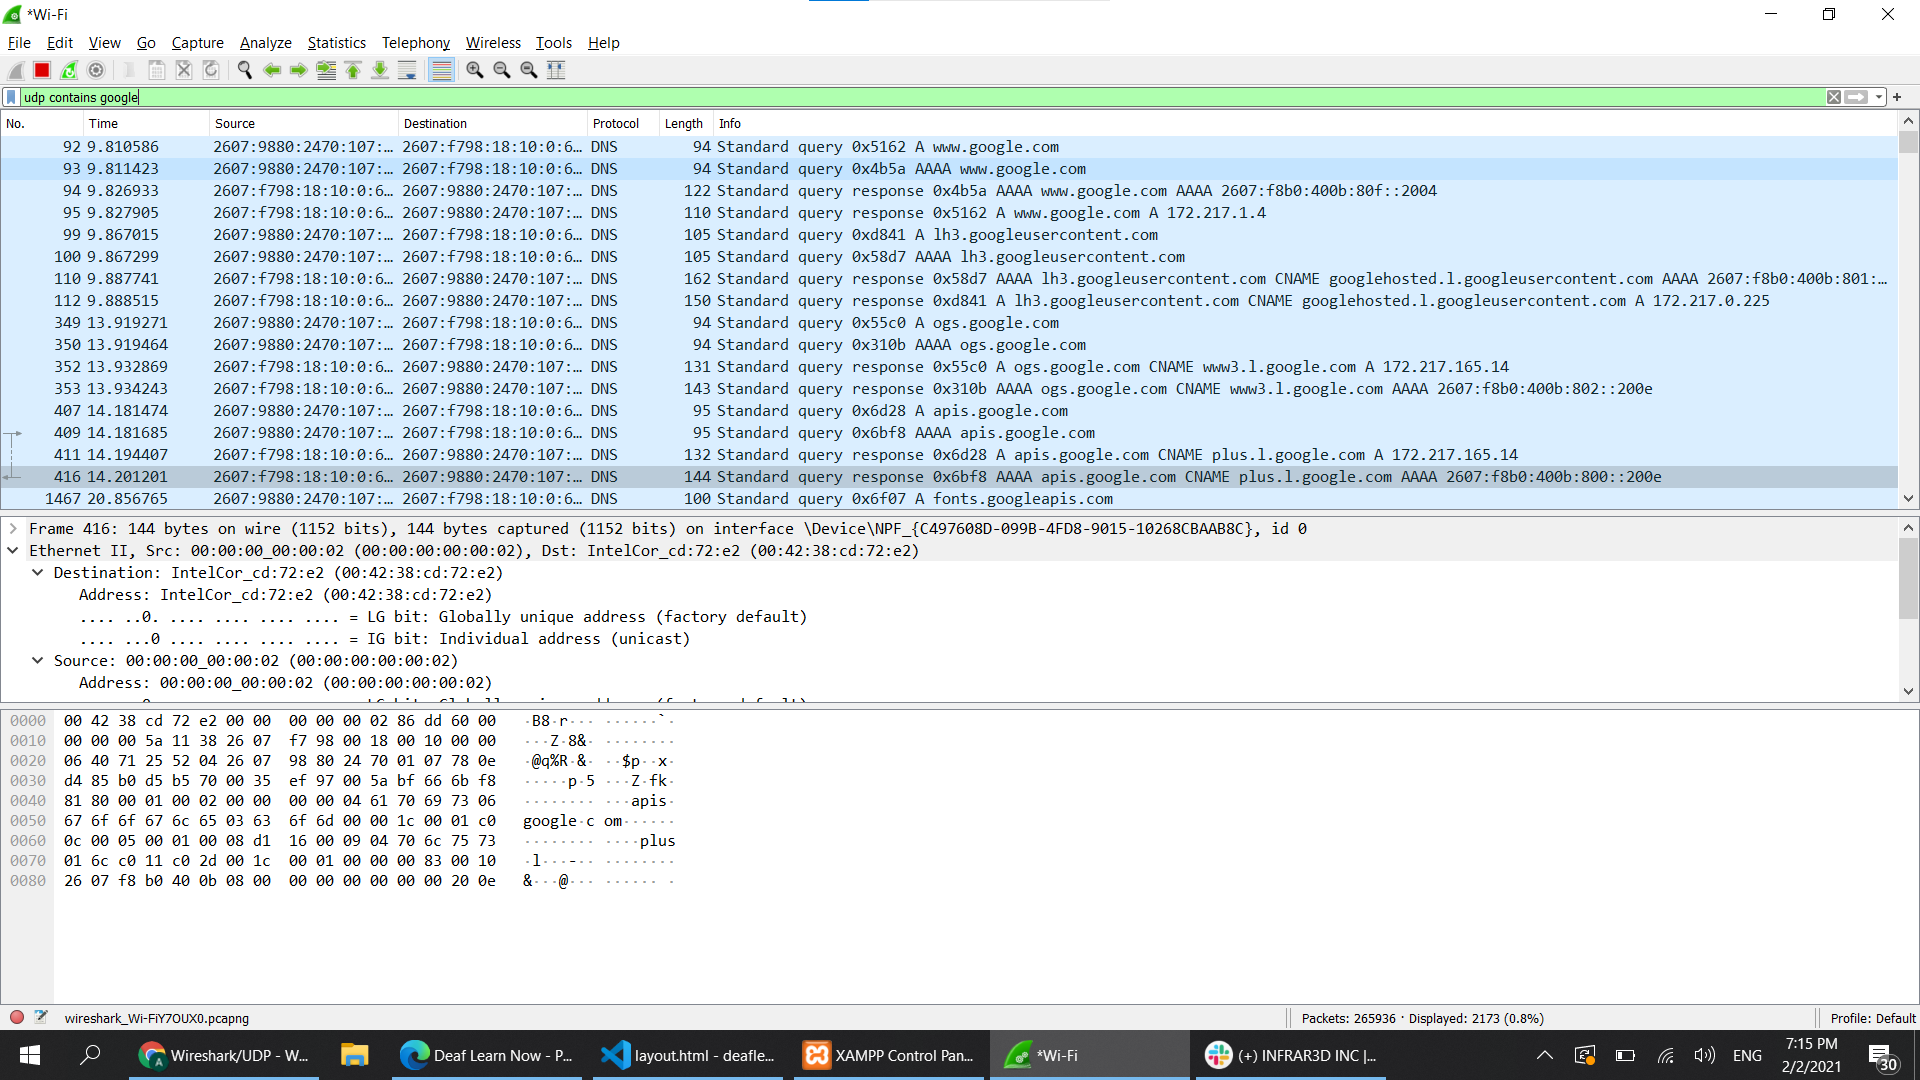 *Wi-Fi
File Edit View Go Capture Analyze Statistics Telephony Wireless Tools Help
udp contains google
No. Time Source Destination Protocol Length Info
92 9.810586 2607:9880:2470:107:… 2607:f798:18:10:0:6… DNS 94 Standard query 0x5162 A www.google.com
93 9.811423 2607:9880:2470:107:… 2607:f798:18:10:0:6… DNS 94 Standard query 0x4b5a AAAA www.google.com
94 9.826933 2607:f798:18:10:0:6… 2607:9880:2470:107:… DNS 122 Standard query response 0x4b5a AAAA www.google.com AAAA 2607:f8b0:400b:80f::2004
95 9.827905 2607:f798:18:10:0:6… 2607:9880:2470:107:… DNS 110 Standard query response 0x5162 A www.google.com A 172.217.1.4
99 9.867015 2607:9880:2470:107:… 2607:f798:18:10:0:6… DNS 105 Standard query 0xd841 A lh3.googleusercontent.com
100 9.867299 2607:9880:2470:107:… 2607:f798:18:10:0:6… DNS 105 Standard query 0x58d7 AAAA lh3.googleusercontent.com
110 9.887741 2607:f798:18:10:0:6… 2607:9880:2470:107:… DNS 162 Standard query response 0x58d7 AAAA lh3.googleusercontent.com CNAME googlehosted.l.googleusercontent.com AAAA 2607:f8b0:400b:801:…
112 9.888515 2607:f798:18:10:0:6… 2607:9880:2470:107:… DNS 150 Standard query response 0xd841 A lh3.googleusercontent.com CNAME googlehosted.l.googleusercontent.com A 172.217.0.225
349 13.919271 2607:9880:2470:107:… 2607:f798:18:10:0:6… DNS 94 Standard query 0x55c0 A ogs.google.com
350 13.919464 2607:9880:2470:107:… 2607:f798:18:10:0:6… DNS 94 Standard query 0x310b AAAA ogs.google.com
352 13.932869 2607:f798:18:10:0:6… 2607:9880:2470:107:… DNS 131 Standard query response 0x55c0 A ogs.google.com CNAME www3.l.google.com A 172.217.165.14
353 13.934243 2607:f798:18:10:0:6… 2607:9880:2470:107:… DNS 143 Standard query response 0x310b AAAA ogs.google.com CNAME www3.l.google.com AAAA 2607:f8b0:400b:802::200e
407 14.181474 2607:9880:2470:107:… 2607:f798:18:10:0:6… DNS 95 Standard query 0x6d28 A apis.google.com
409 14.181685 2607:9880:2470:107:… 2607:f798:18:10:0:6… DNS 95 Standard query 0x6bf8 AAAA apis.google.com
411 14.194407 2607:f798:18:10:0:6… 2607:9880:2470:107:… DNS 132 Standard query response 0x6d28 A apis.google.com CNAME plus.l.google.com A 172.217.165.14
416 14.201201 2607:f798:18:10:0:6… 2607:9880:2470:107:… DNS 144 Standard query response 0x6bf8 AAAA apis.google.com CNAME plus.l.google.com AAAA 2607:f8b0:400b:800::200e
1467 20.856765 2607:9880:2470:107:… 2607:f798:18:10:0:6… DNS 100 Standard query 0x6f07 A fonts.googleapis.com
Frame 416: 144 bytes on wire (1152 bits), 144 bytes captured (1152 bits) on interface \Device\NPF_{C497608D-099B-4FD8-9015-10268CBAAB8C}, id 0
Ethernet II, Src: 00:00:00_00:00:02 (00:00:00:00:00:02), Dst: IntelCor_cd:72:e2 (00:42:38:cd:72:e2)
Destination: IntelCor_cd:72:e2 (00:42:38:cd:72:e2)
Address: IntelCor_cd:72:e2 (00:42:38:cd:72:e2)
.... ..0. .... .... .... .... = LG bit: Globally unique address (factory default)
.... ...0 .... .... .... .... = IG bit: Individual address (unicast)
Source: 00:00:00_00:00:02 (00:00:00:00:00:02)
Address: 00:00:00_00:00:02 (00:00:00:00:00:02)
0000 00 42 38 cd 72 e2 00 00 00 00 00 02 86 dd 60 00 ·B8·r··· ······`·
0010 00 00 00 5a 11 38 26 07 f7 98 00 18 00 10 00 00 ···Z·8&· ········
0020 06 40 71 25 52 04 26 07 98 80 24 70 01 07 78 0e ·@q%R·&· ··$p··x·
0030 d4 85 b0 d5 b5 70 00 35 ef 97 00 5a bf 66 6b f8 ·····p·5 ···Z·fk·
0040 81 80 00 01 00 02 00 00 00 00 04 61 70 69 73 06 ········ ···apis·
0050 67 6f 6f 67 6c 65 03 63 6f 6d 00 00 1c 00 01 c0 google·c om······
0060 0c 00 05 00 01 00 08 d1 16 00 09 04 70 6c 75 73 ········ ····plus
0070 01 6c c0 11 c0 2d 00 1c 00 01 00 00 00 83 00 10 ·l···-·· ········
0080 26 07 f8 b0 40 0b 08 00 00 00 00 00 00 00 20 0e &···@··· ······ ·
wireshark_Wi-FiY7OUX0.pcapng Packets: 265936 · Displayed: 2173 (0.8%) Profile: Default
Wireshark/UDP - W... Deaf Learn Now - P... layout.html - deafle... XAMPP Control Pan... *Wi-Fi (+) INFRAR3D INC |... ENG 7:15 PM
2/2/2021 30